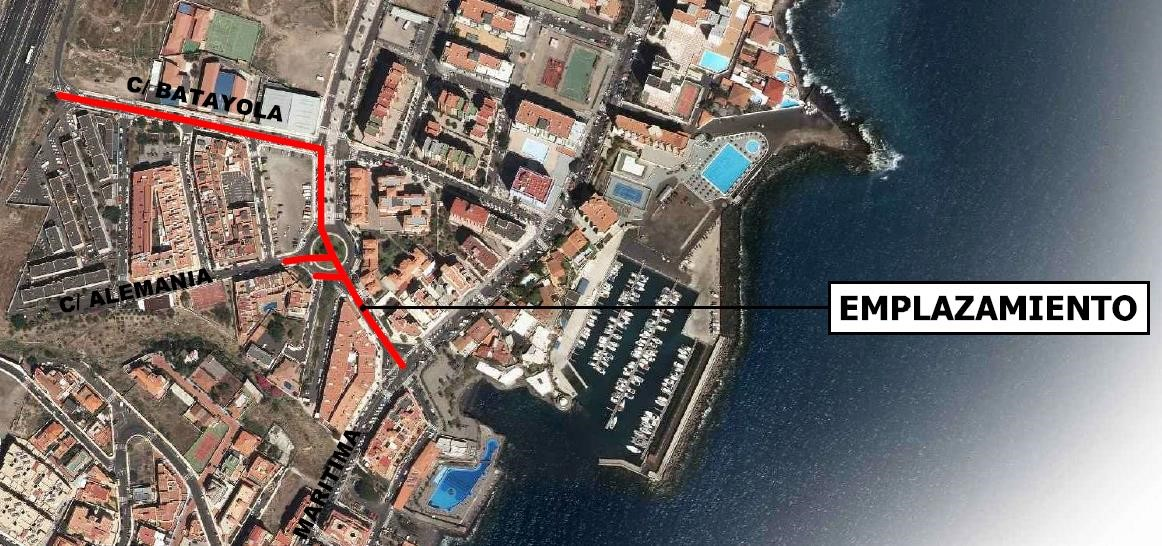 C/ BATAYOLA
C/ ALEMANIA
EMPLAZAMIENTO
MARITIMA